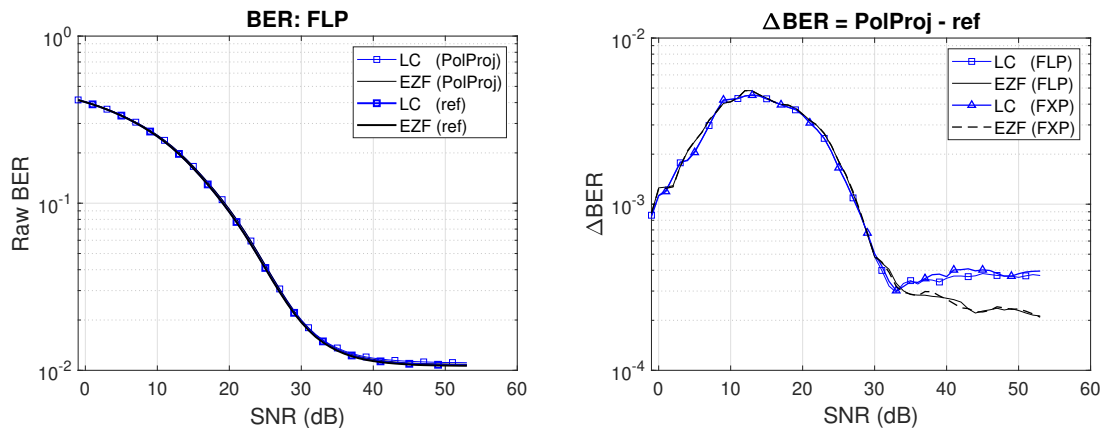 BER: FLP
10^0
10^-1
10^-2
Raw BER
0
10
20
30
40
50
60
SNR (dB)
LC (PolProj)
EZF (PolProj)
LC (ref)
EZF (ref)
ΔBER = PolProj - ref
10^-2
10^-3
10^-4
ΔBER
0
10
20
30
40
50
60
SNR (dB)
LC (FLP)
EZF (FLP)
LC (FXP)
EZF (FXP)